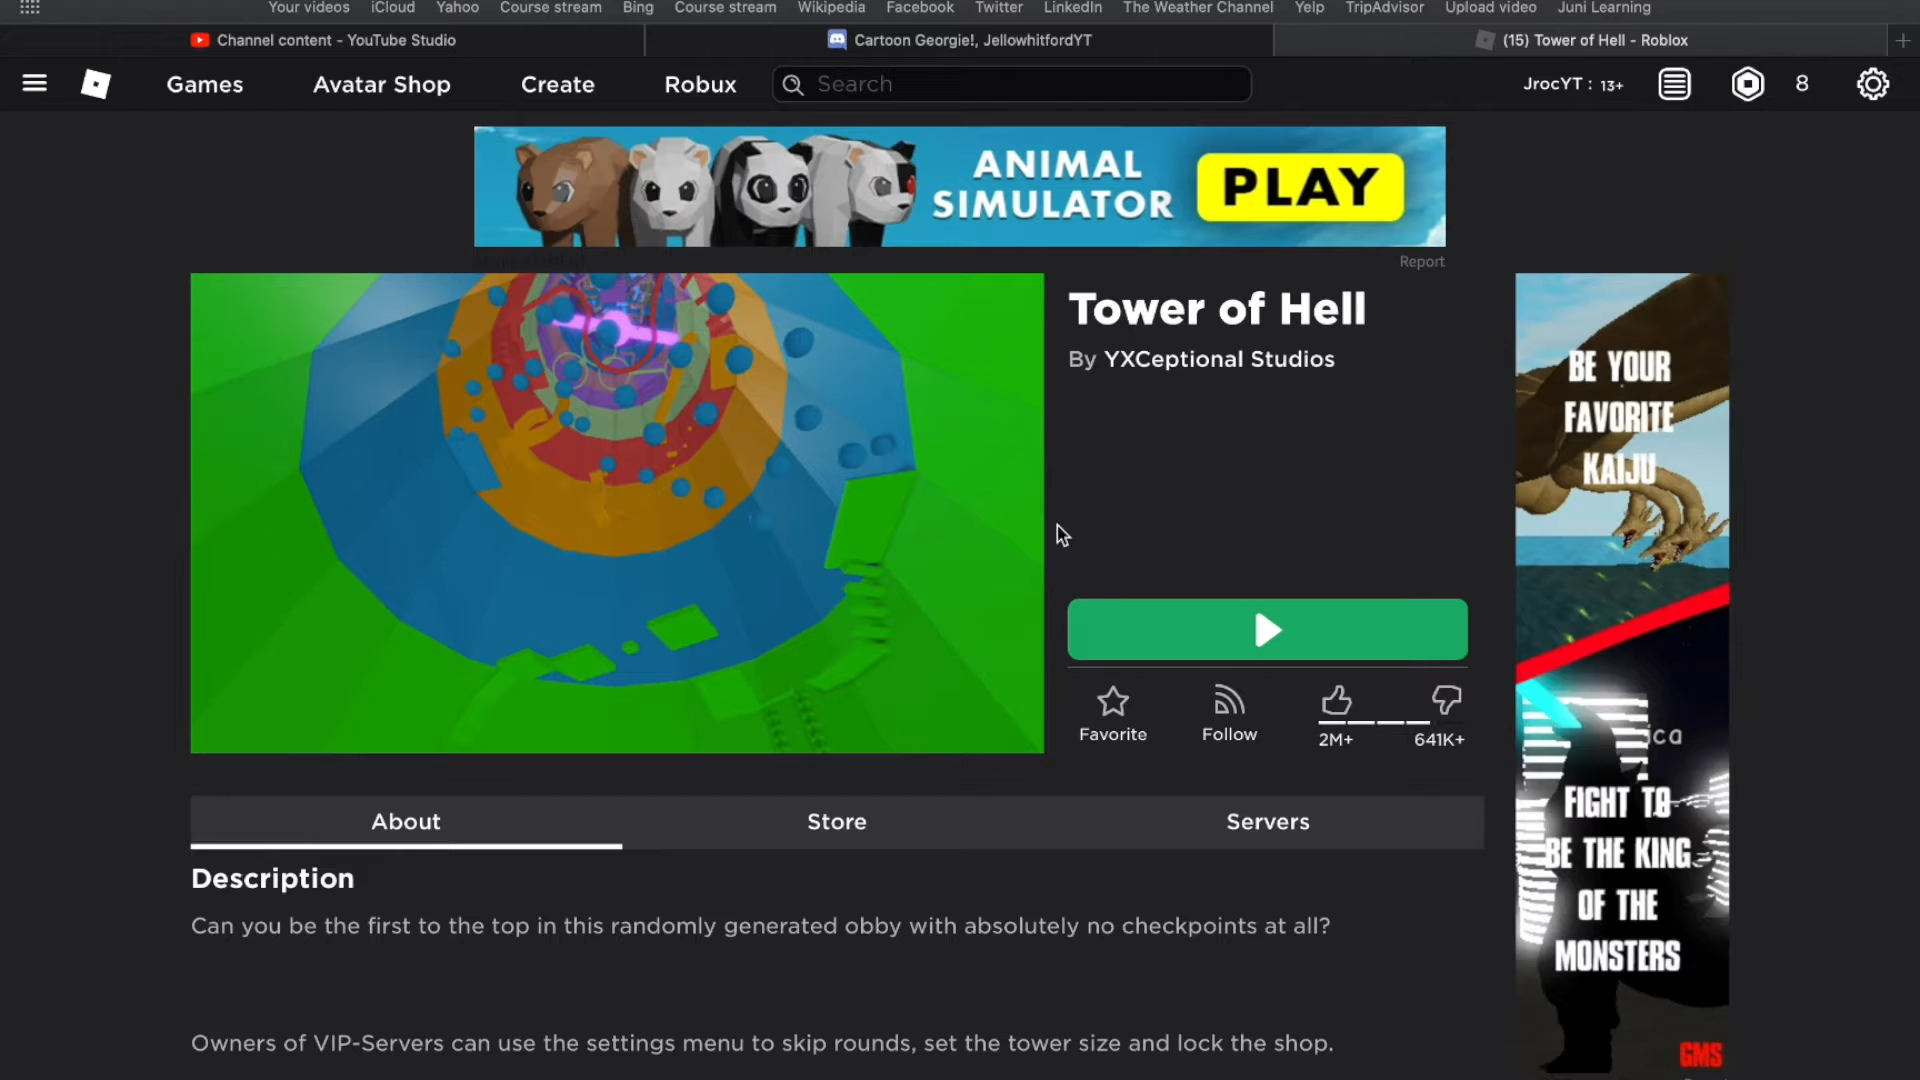 Your videos iCloud Yahoo Course stream Bing Course stream Wikipedia Facebook Twitter LinkedIn The Weather Channel Yelp TripAdvisor Upload video Juni Learning
Channel content - YouTube Studio
Cartoon Georgie!, JellowhitfordYT
(15) Tower of Hell - Roblox
Games
Avatar Shop
Create
Robux
Search
JrocYT : 13+
8
ANIMAL
SIMULATOR
PLAY
Report
Tower of Hell
By YXCeptional Studios
Favorite
Follow
2M+
641K+
BE YOUR
FAVORITE
KAIJU
FIGHT TO
BE THE KING
OF THE
MONSTERS
GMS
About
Store
Servers
Description
Can you be the first to the top in this randomly generated obby with absolutely no checkpoints at all?
Owners of VIP-Servers can use the settings menu to skip rounds, set the tower size and lock the shop.